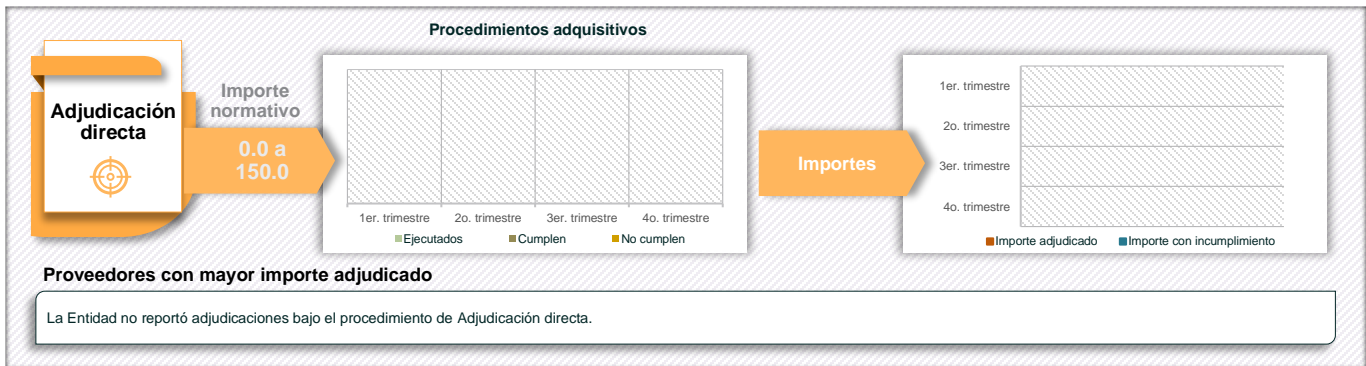 Procedimientos adquisitivos
Adjudicación
directa
Importe
normativo
0.0 a
150.0
1er. trimestre
2o. trimestre
3er. trimestre
4o. trimestre
Ejecutados
Cumplen
No cumplen
Importes
1er. trimestre
2o. trimestre
3er. trimestre
4o. trimestre
Importe adjudicado
Importe con incumplimiento
Proveedores con mayor importe adjudicado
La Entidad no reportó adjudicaciones bajo el procedimiento de Adjudicación directa.